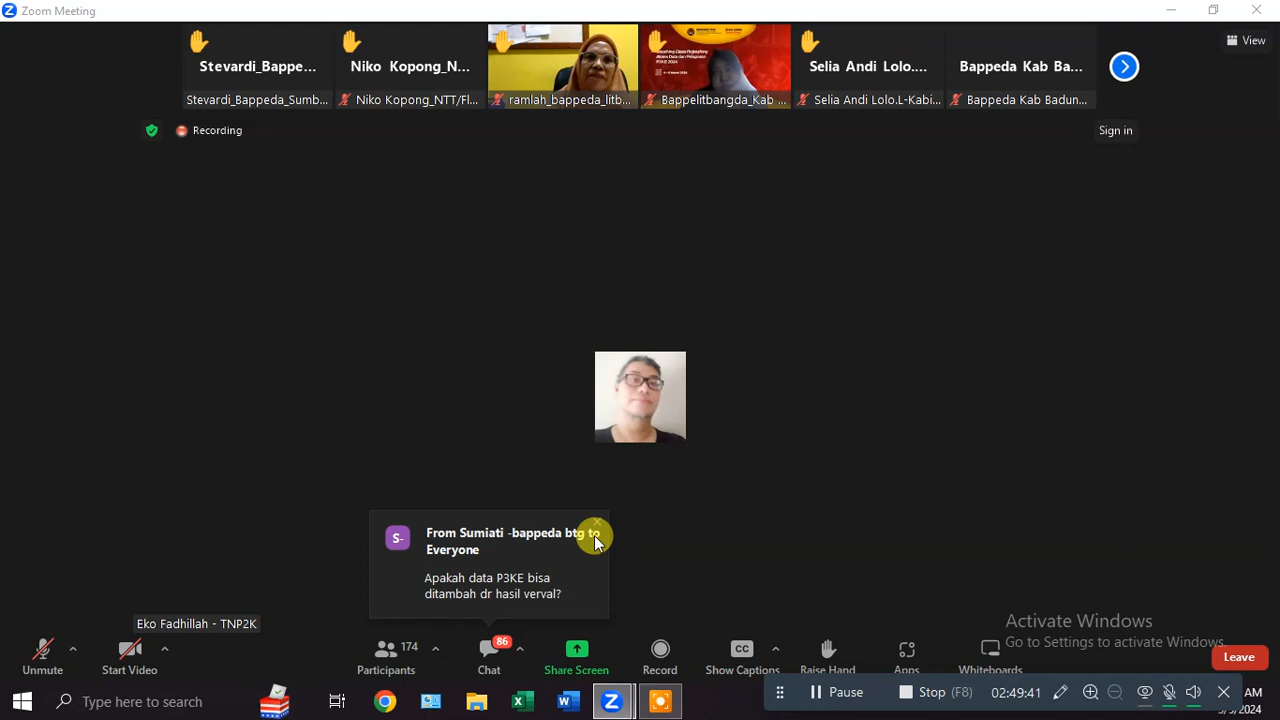 Zoom Meeting
View
Stevardi_Bappe...
Niko Kopong_N...
Selia Andi Lolo....
Bappeda Kab Ba...
Stevardi_Bappeda_Sumb...
Niko Kopong_NTT/Fl...
ramlah_bappeda_litb...
Bappelitbangda_Kab ...
Selia Andi Lolo.L-Kabi...
Bappeda Kab Badun...
Recording
Sign in
S-
From Sumiati -bappeda btg to
Everyone
Apakah data P3KE bisa
ditambah dr hasil verval?
Eko Fadhillah - TNP2K
Activate Windows
Go to Settings to activate Windows.
174
86
CC
Unmute
Start Video
Participants
Chat
Share Screen
Record
Show Captions
Raise Hand
Apps
Whiteboards
Leave
Type here to search
Pause
Stop (F8)
02:49:41
AM